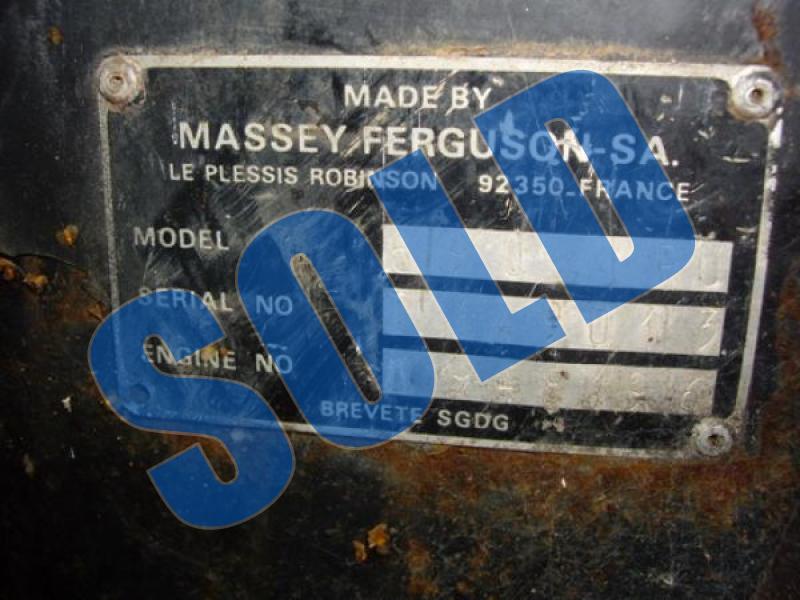 MADE BY
MASSEY FERGUSON-SA.
LE PLESSIS ROBINSON 92350-FRANCE
MODEL
SERIAL NO
ENGINE NO
BREVETE SGDG
SOLD